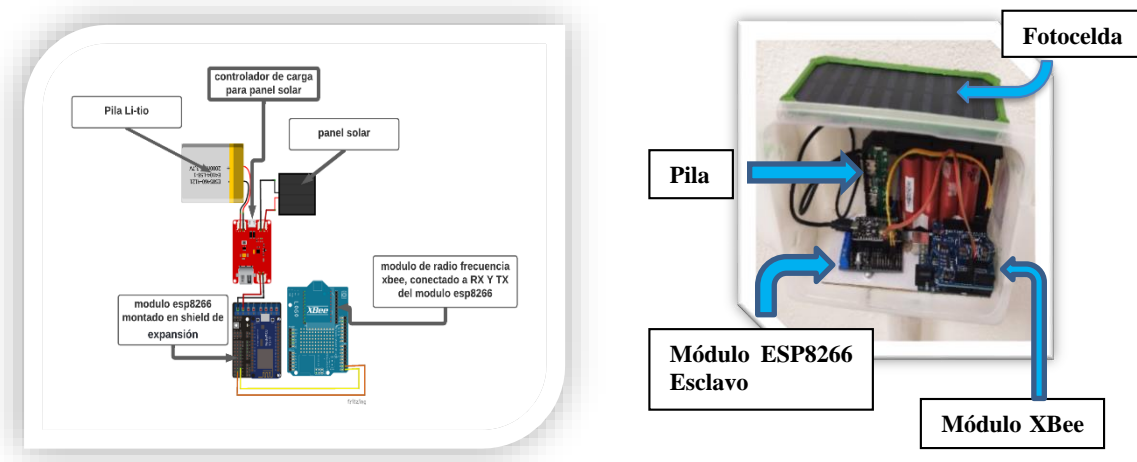 controlador de carga
para panel solar
Pila Li-tio
panel solar
modulo de radio frecuencia
xbee, conectado a RX Y TX
del modulo esp8266
modulo esp8266
montado en shield de
expansión
XBee
fritzing
Fotocelda
Pila
Módulo ESP8266
Esclavo
Módulo XBee